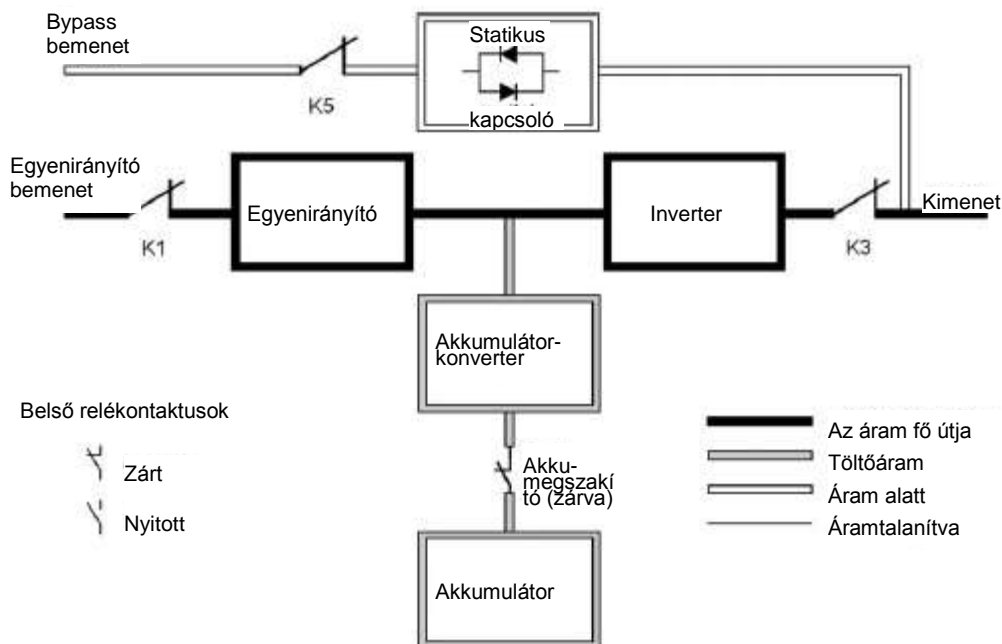 Bypass
bemenet
Statikus
kapcsoló
K5
Egyenirányító
bemenet
Egyenirányító
Inverter
Kimenet
K1
K3
Akkumulátor-
konverter
Belső relékontaktusok
Zárt
Nyitott
Akku-
megszakí
tó (zárva)
Akkumulátor
Az áram fő útja
Töltőáram
Áram alatt
Áramtalanítva